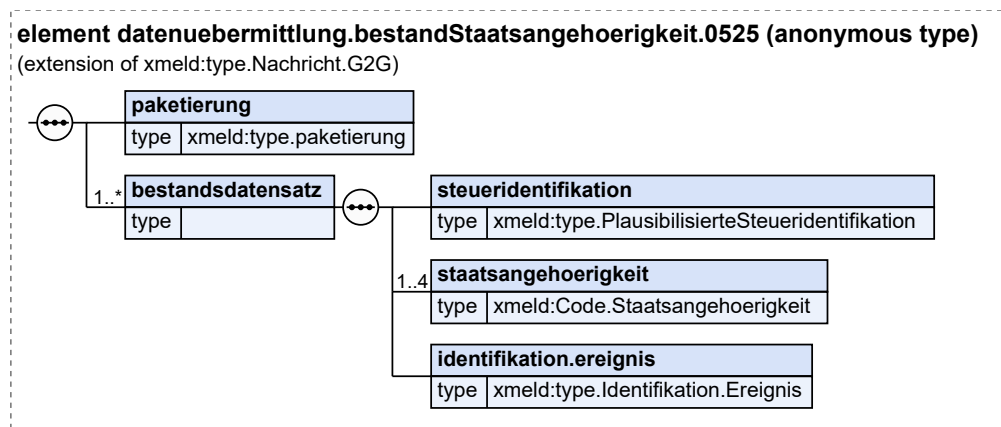 element datenuebermittlung.bestandStaatsangehoerigkeit.0525 (anonymous type)
(extension of xmeld:type.Nachricht.G2G)
paketierung
type xmeld:type.paketierung
1..* bestandsdatensatz
type
steueridentifikation
type xmeld:type.PlausibilisierteSteueridentifikation
1..4 staatsangehoerigkeit
type xmeld:Code.Staatsangehoerigkeit
identifikation.ereignis
type xmeld:type.Identifikation.Ereignis